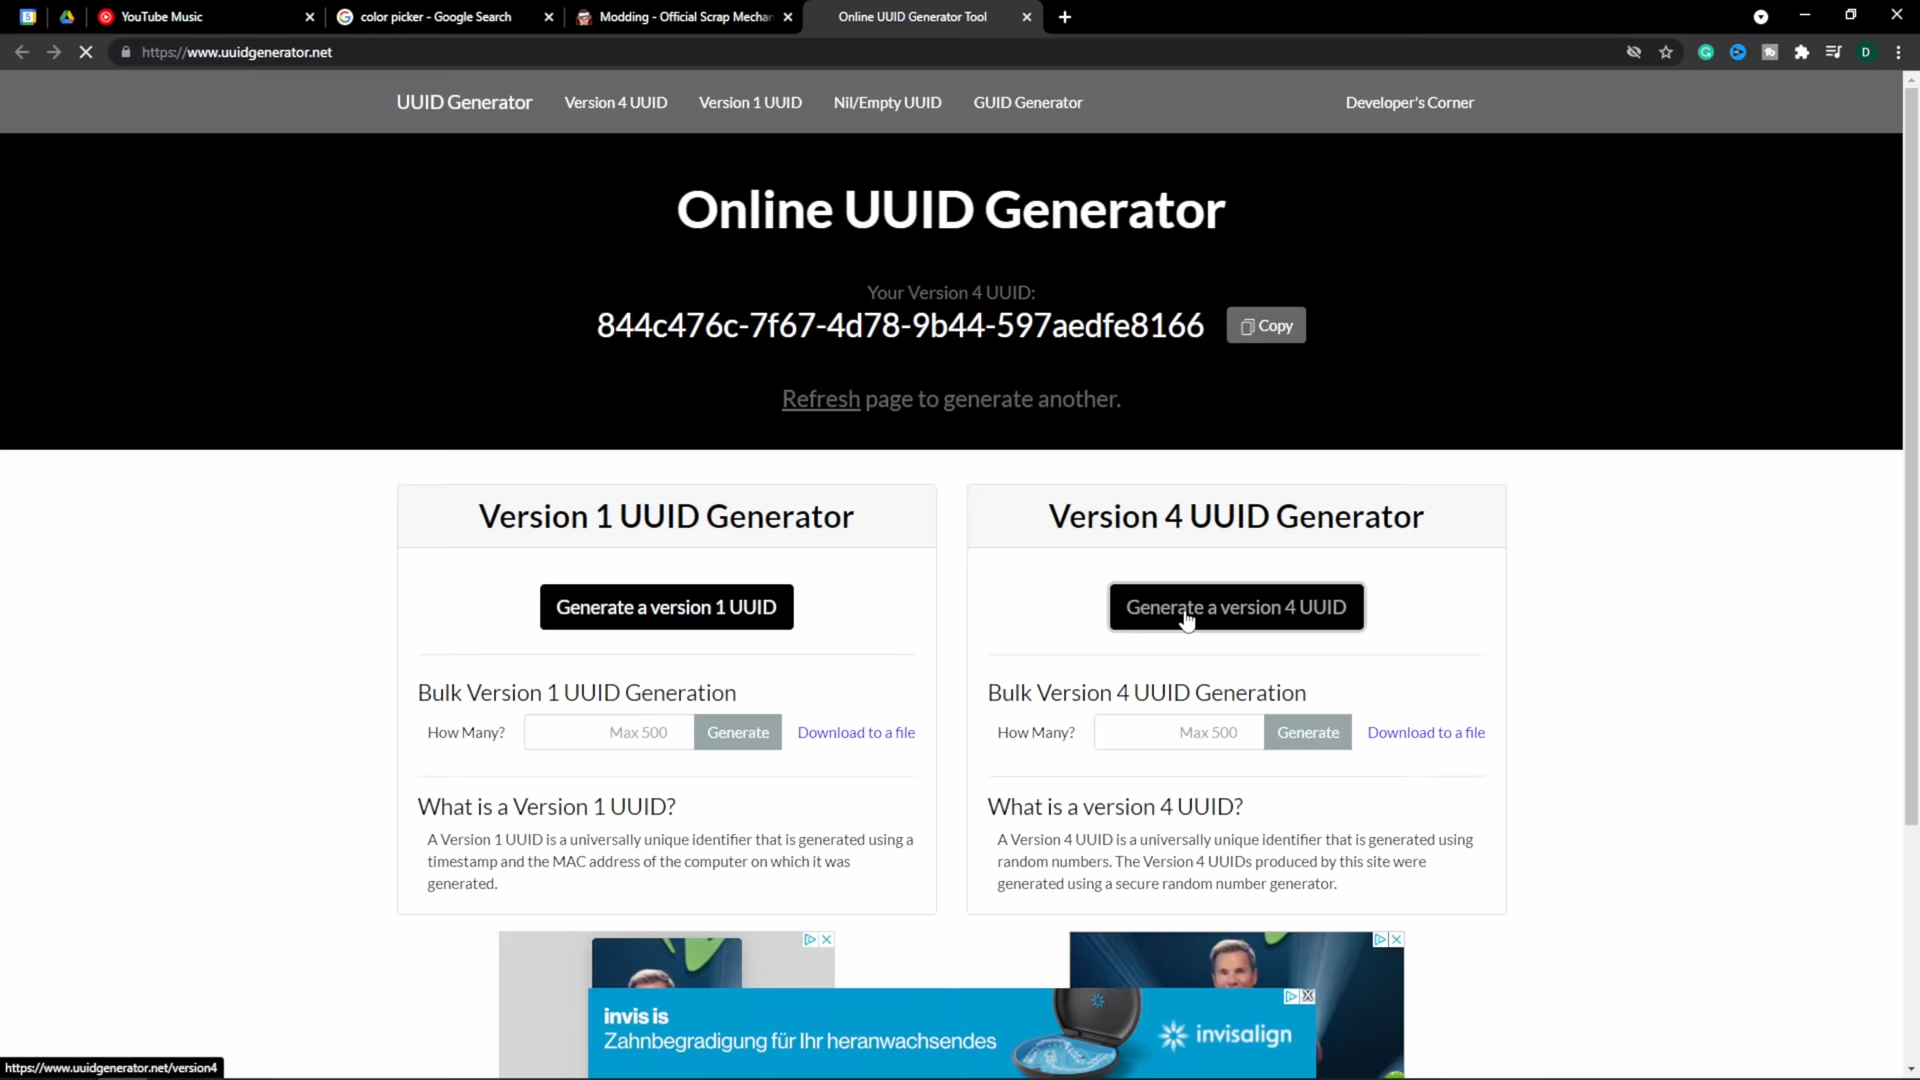 YouTube Music
color picker - Google Search
Modding - Official Scrap Mechan
Online UUID Generator Tool
https://www.uuidgenerator.net
D
UUID Generator
Version 4 UUID
Version 1 UUID
Nil/Empty UUID
GUID Generator
Developer's Corner
Online UUID Generator
Your Version 4 UUID:
844c476c-7f67-4d78-9b44-597aedfe8166
Copy
Refresh page to generate another.
Version 1 UUID Generator
Generate a version 1 UUID
Bulk Version 1 UUID Generation
How Many?
Max 500
Generate
Download to a file
What is a Version 1 UUID?
A Version 1 UUID is a universally unique identifier that is generated using a
timestamp and the MAC address of the computer on which it was
generated.
Version 4 UUID Generator
Generate a version 4 UUID
Bulk Version 4 UUID Generation
How Many?
Max 500
Generate
Download to a file
What is a version 4 UUID?
A Version 4 UUID is a universally unique identifier that is generated using
random numbers. The Version 4 UUIDs produced by this site were
generated using a secure random number generator.
invis is
Zahnbegradigung für Ihr heranwachsendes
invisalign
https://www.uuidgenerator.net/version4